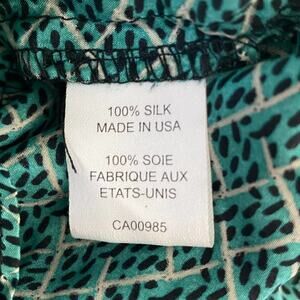 100% SILK
MADE IN USA
100% SOIE
FABRIQUE AUX
ETATS-UNIS
CA00985